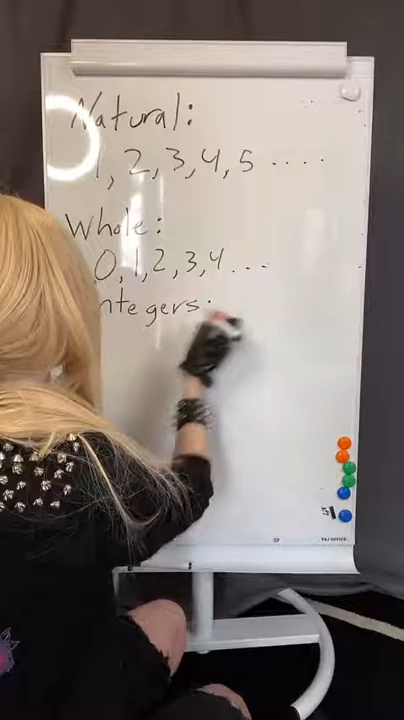 Natural:
1, 2, 3, 4, 5 ....
Whole:
0, 1, 2, 3, 4 ...
ntegers: